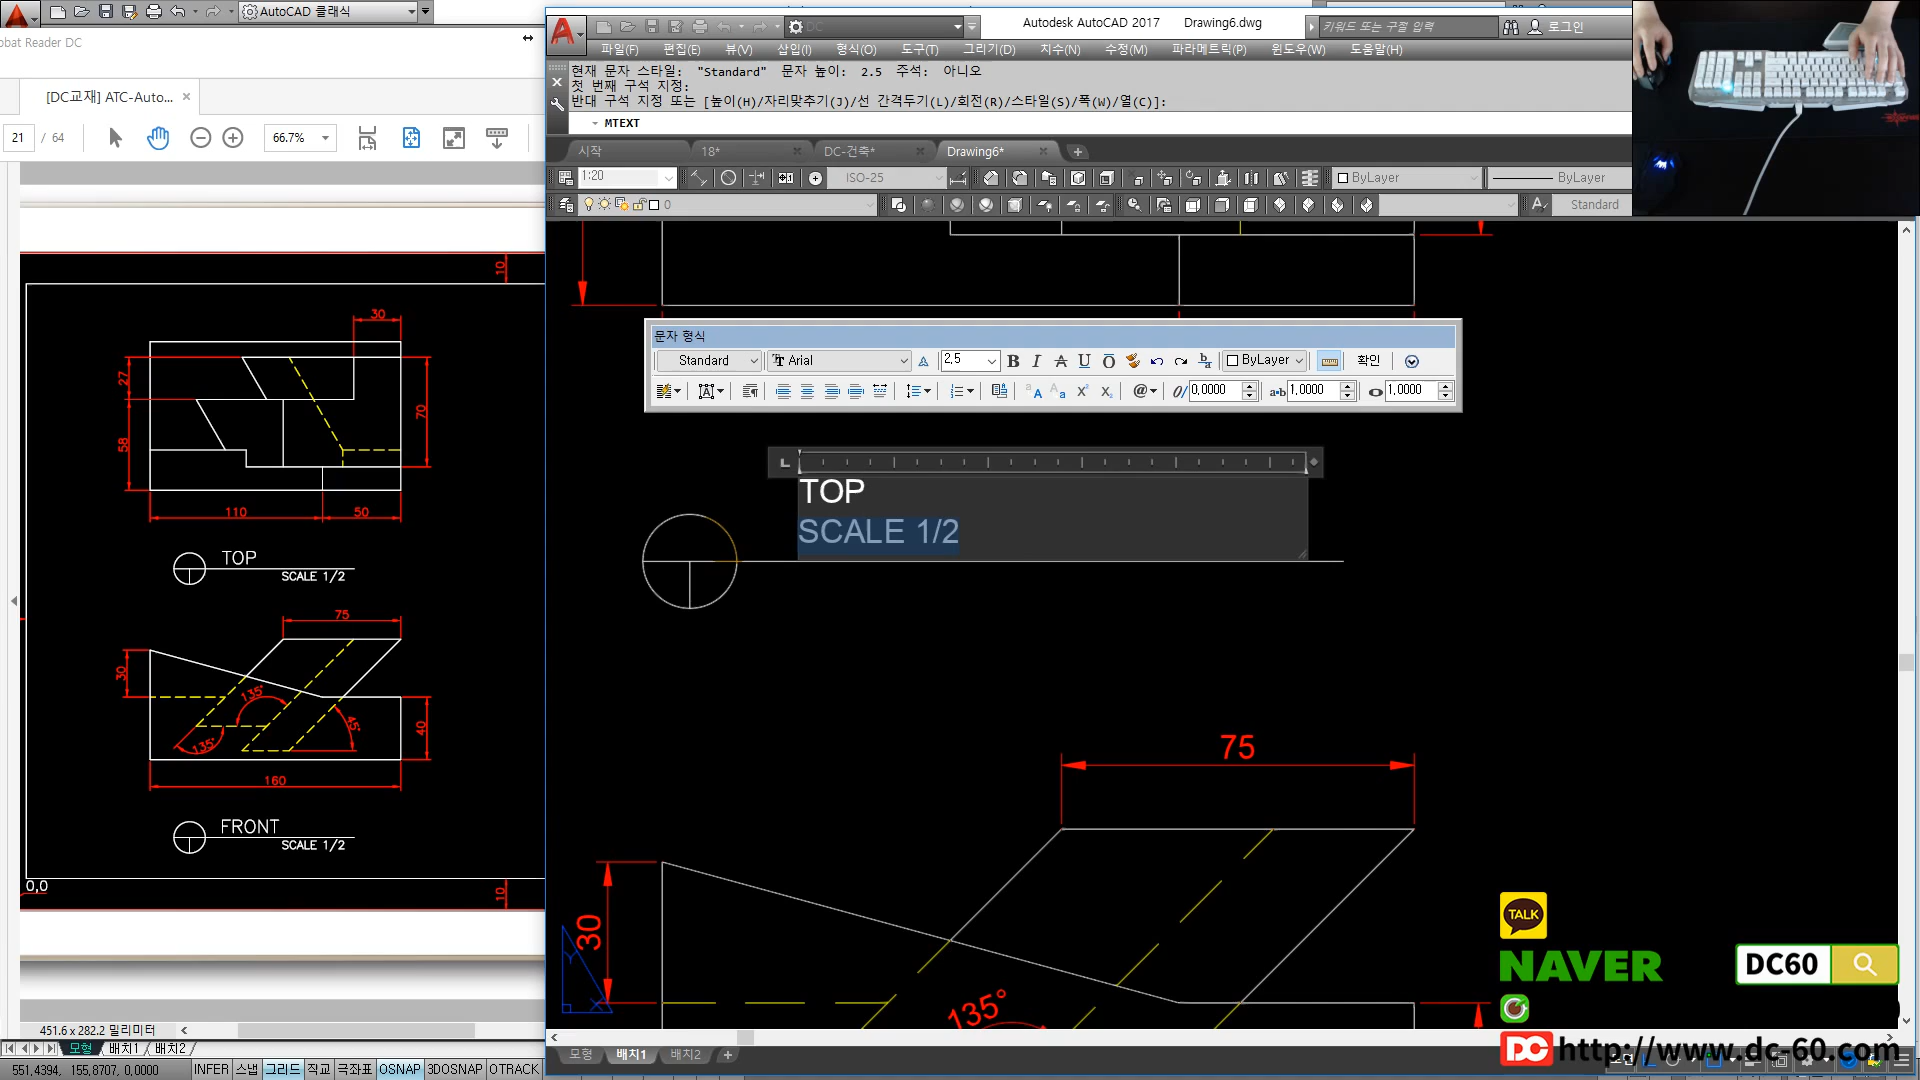 AutoCAD 클래식
obat Reader DC
[DC교재] ATC-Auto...
21 / 64
66.7%
10
30
27
58
70
110
50
TOP
SCALE 1/2
75
30
135°
135°
45°
40
160
FRONT
SCALE 1/2
0,0
10
451.6 x 282.2 밀리미터
모형 배치1 배치2
551,4394, 155,8707, 0,0000
INFER 스냅 그리드 직교 극좌표 OSNAP 3DOSNAP OTRACK
DC
Autodesk AutoCAD 2017 Drawing6.dwg
키워드 또는 구절 입력
로그인
파일(F) 편집(E) 뷰(V) 삽입(I) 형식(O) 도구(T) 그리기(D) 치수(N) 수정(M) 파라메트릭(P) 윈도우(W) 도움말(H)
현재 문자 스타일: "Standard" 문자 높이: 2.5 주석: 아니오
첫 번째 구석 지정:
반대 구석 지정 또는 [높이(H)/자리맞추기(J)/선 간격두기(L)/회전(R)/스타일(S)/폭(W)/열(C)]:
MTEXT
시작 18* DC-건축* Drawing6*
1:20
ISO-25
ByLayer
ByLayer
0
Standard
문자 형식
Standard
Arial
2,5
ByLayer
확인
0,0000
1,0000
1,0000
TOP
SCALE 1/2
75
30
135°
TALK
NAVER
DC60
DC http://www.dc-60.com
모형 배치1 배치2